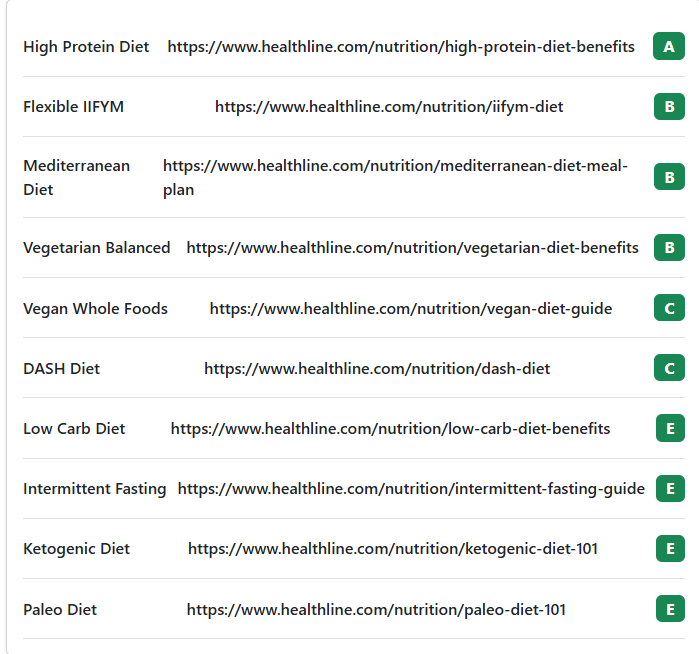 High Protein Diet https://www.healthline.com/nutrition/high-protein-diet-benefits A
Flexible IIFYM https://www.healthline.com/nutrition/iifym-diet B
Mediterranean Diet https://www.healthline.com/nutrition/mediterranean-diet-meal-plan B
Vegetarian Balanced https://www.healthline.com/nutrition/vegetarian-diet-benefits B
Vegan Whole Foods https://www.healthline.com/nutrition/vegan-diet-guide C
DASH Diet https://www.healthline.com/nutrition/dash-diet C
Low Carb Diet https://www.healthline.com/nutrition/low-carb-diet-benefits E
Intermittent Fasting https://www.healthline.com/nutrition/intermittent-fasting-guide E
Ketogenic Diet https://www.healthline.com/nutrition/ketogenic-diet-101 E
Paleo Diet https://www.healthline.com/nutrition/paleo-diet-101 E